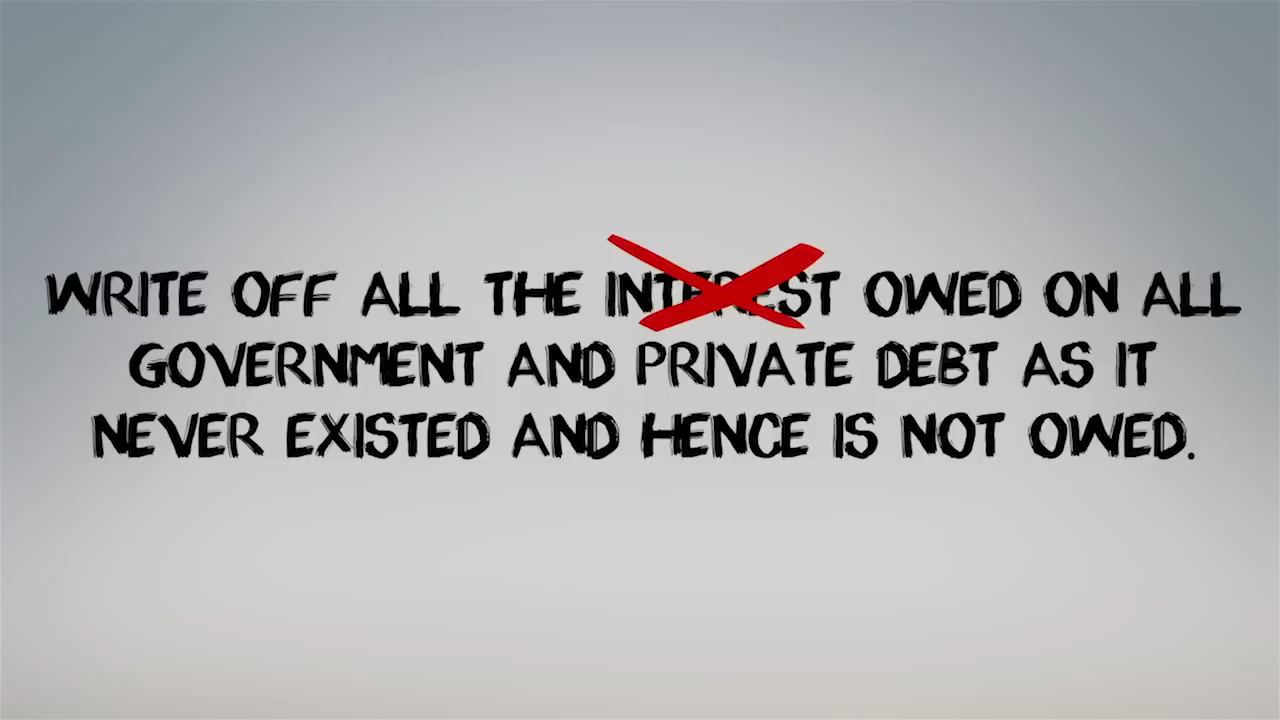 WRITE OFF ALL THE INTEREST OWED ON ALL
GOVERNMENT AND PRIVATE DEBT AS IT
NEVER EXISTED AND HENCE IS NOT OWED.